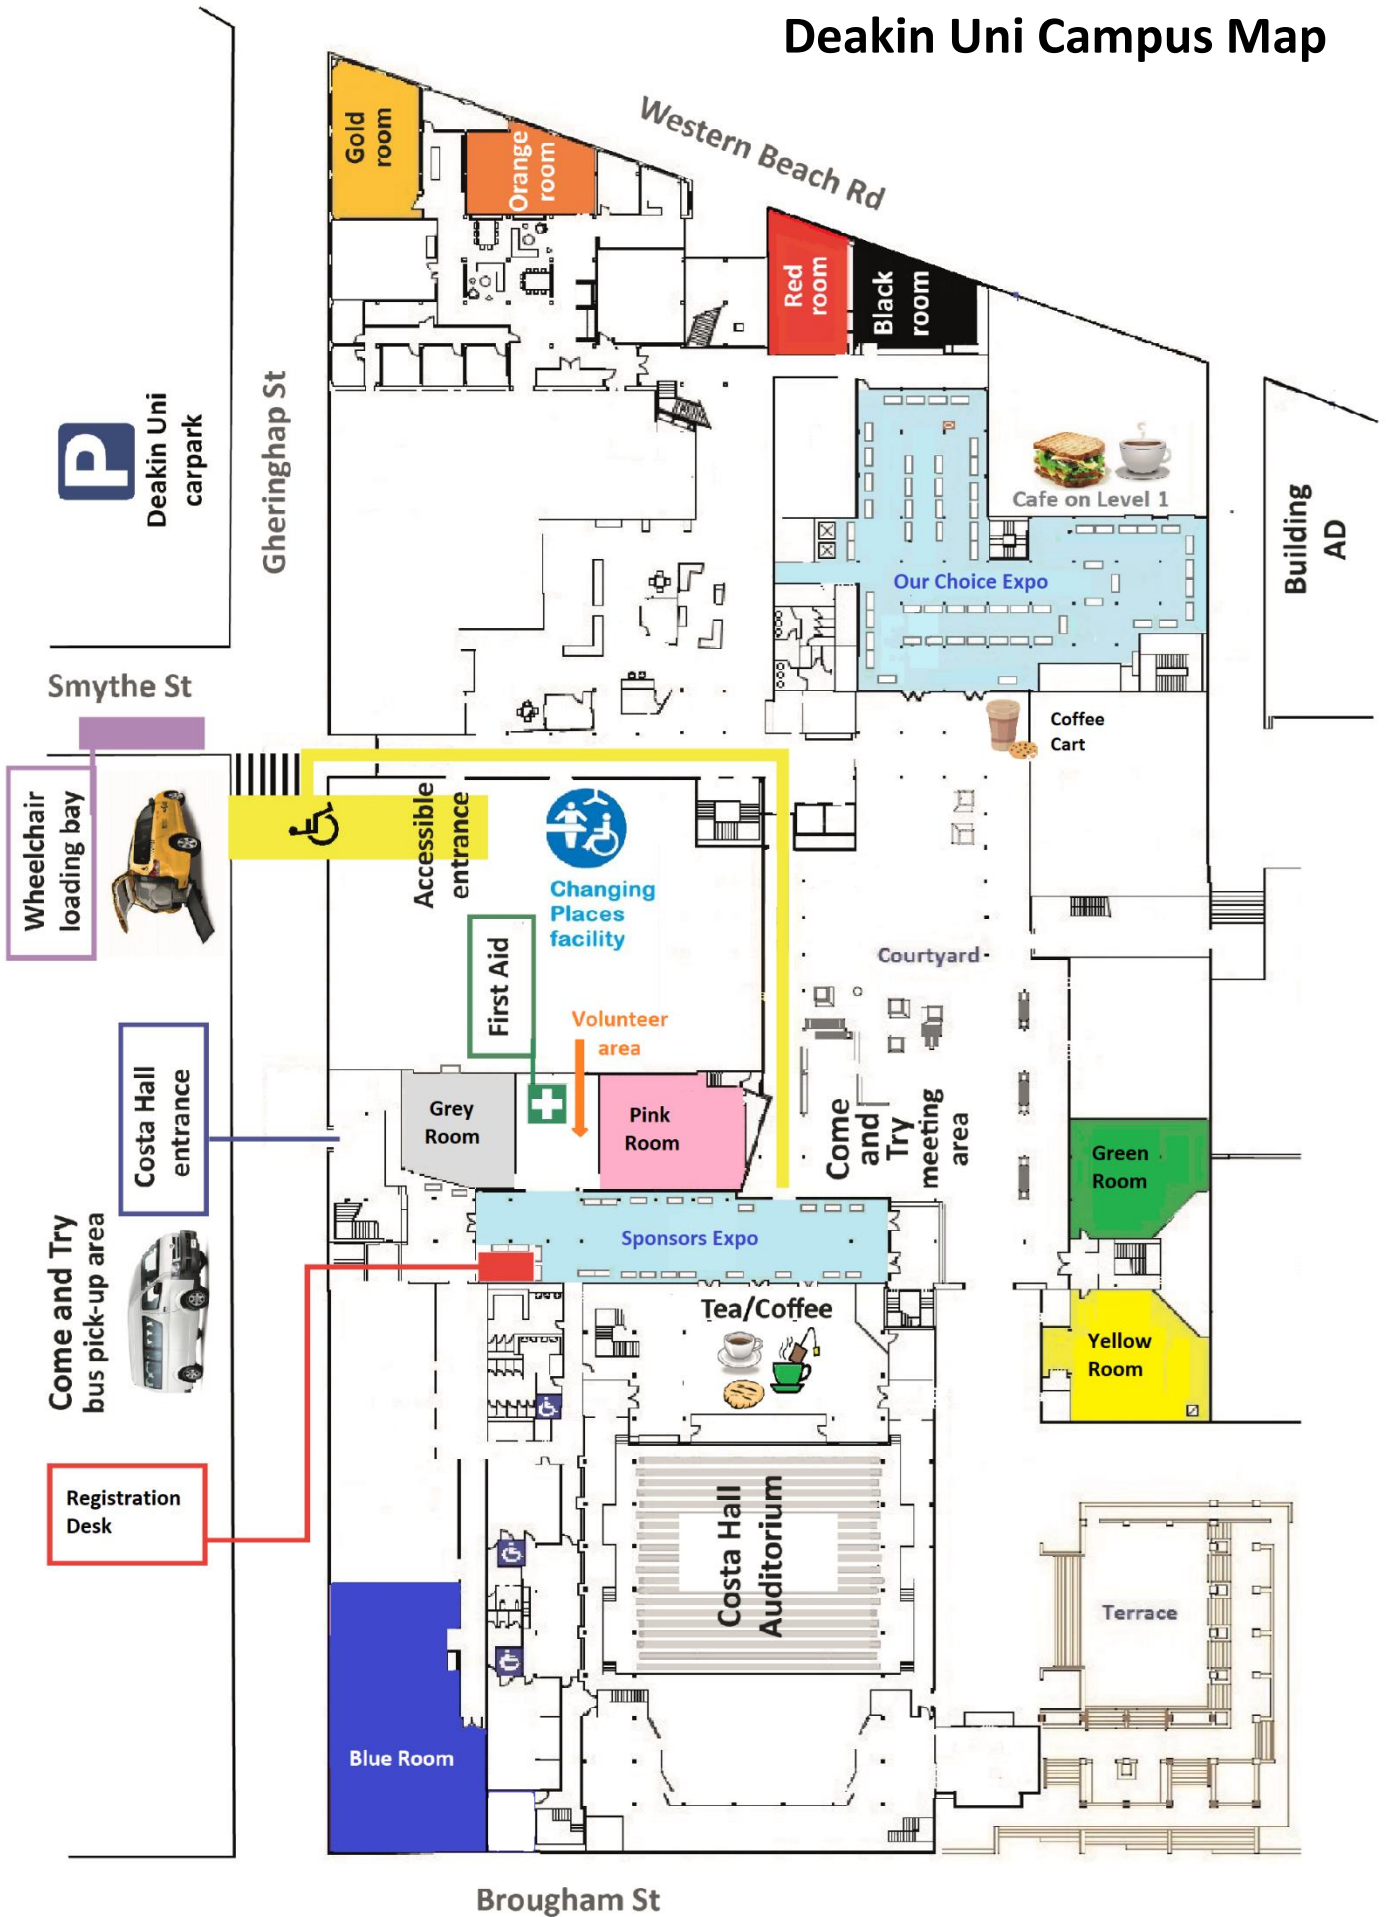 Deakin Uni Campus Map
Western Beach Rd
Gold
room
Orange
room
Red
room
Black
room
P
Deakin Uni
carpark
Gheringhap St
Cafe on Level 1
Building
AD
Our Choice Expo
Smythe St
Coffee
Cart
Wheelchair
loading bay
Accessible
entrance
Changing
Places
facility
First Aid
Volunteer
area
Courtyard
Costa Hall
entrance
Grey
Room
Pink
Room
Come
and
Try
meeting
area
Green
Room
Come and Try
bus pick-up area
Sponsors Expo
Tea/Coffee
Yellow
Room
Registration
Desk
Costa Hall
Auditorium
Terrace
Blue Room
Brougham St